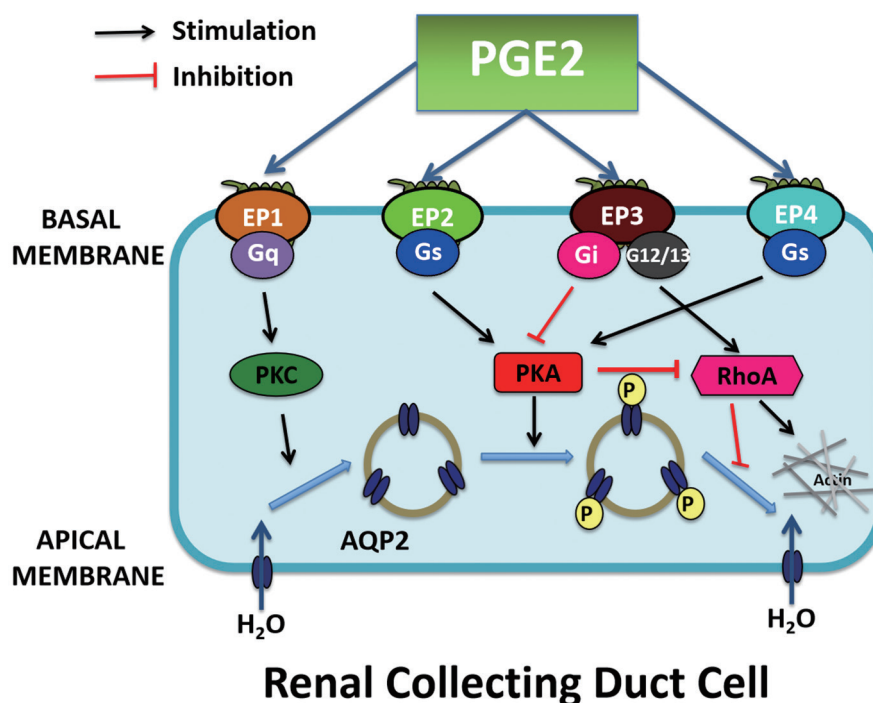 Stimulation
Inhibition
PGE2
BASAL
MEMBRANE
EP1
Gq
EP2
Gs
EP3
Gi
G12/13
EP4
Gs
PKC
PKA
RhoA
P
P
P
Actin
AQP2
APICAL
MEMBRANE
H₂O
H₂O
Renal Collecting Duct Cell